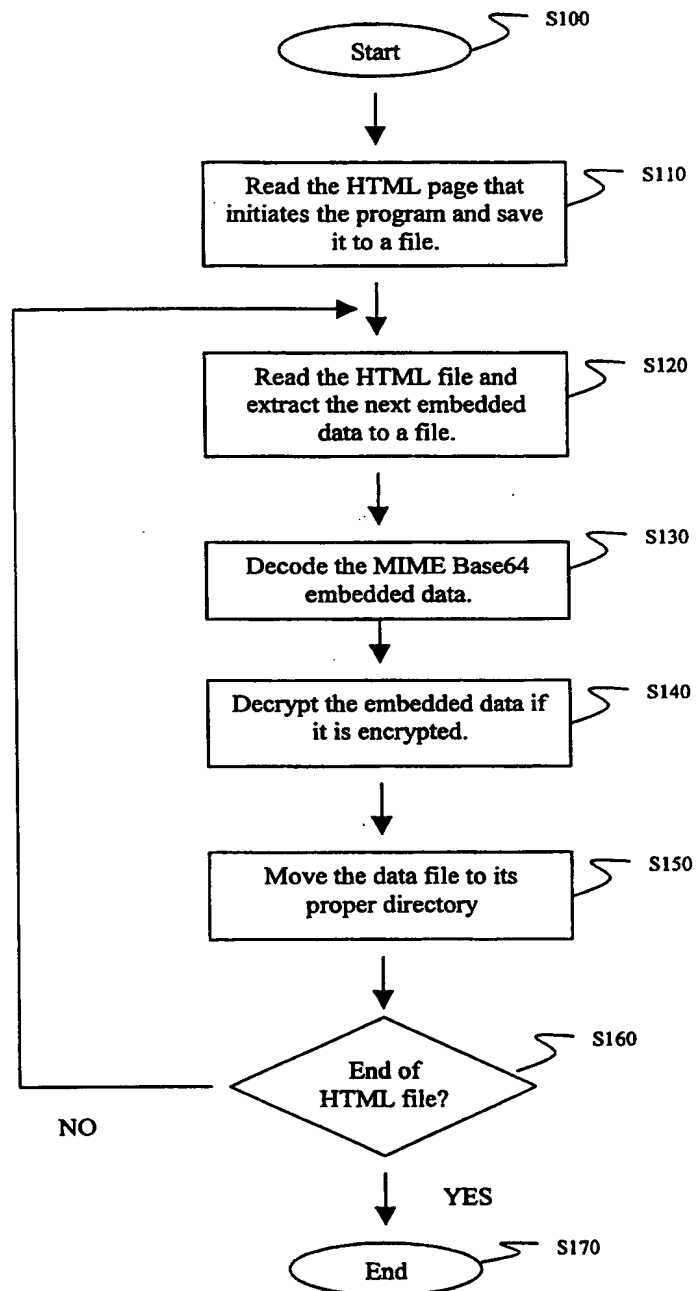 S100
Start
S110
Read the HTML page that
initiates the program and save
it to a file.
S120
Read the HTML file and
extract the next embedded
data to a file.
S130
Decode the MIME Base64
embedded data.
S140
Decrypt the embedded data if
it is encrypted.
S150
Move the data file to its
proper directory
S160
End of
HTML file?
NO
YES
S170
End